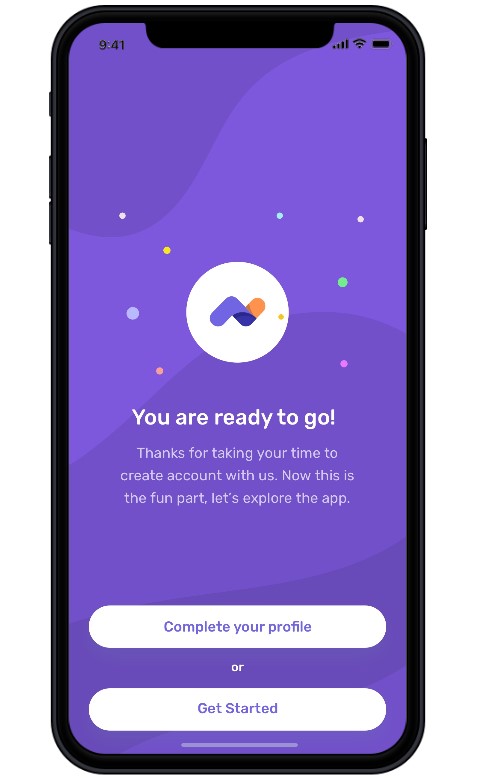 9:41
You are ready to go!
Thanks for taking your time to
create account with us. Now this is
the fun part, let's explore the app.
Complete your profile
or
Get Started